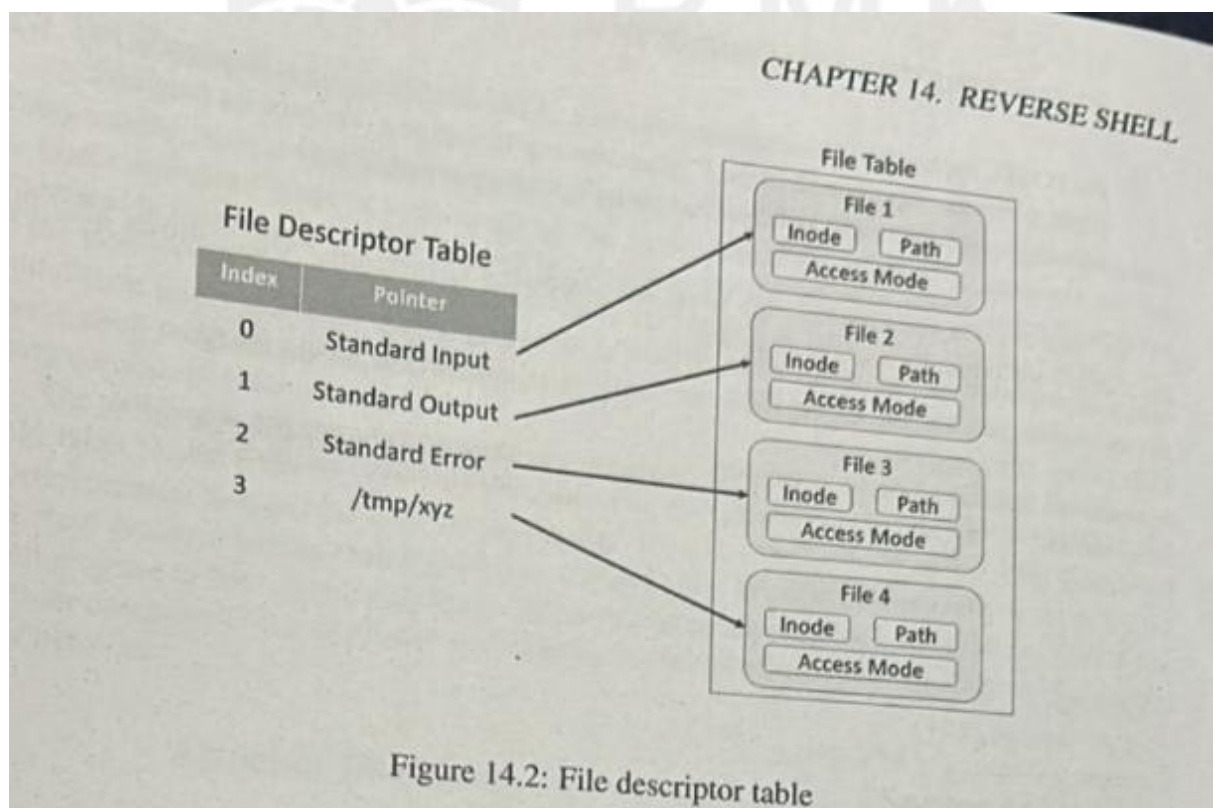 CHAPTER 14. REVERSE SHELL
File Descriptor Table
Index Pointer
0 Standard Input
1 Standard Output
2 Standard Error
3 /tmp/xyz
File Table
File 1
Inode Path
Access Mode
File 2
Inode Path
Access Mode
File 3
Inode Path
Access Mode
File 4
Inode Path
Access Mode
Figure 14.2: File descriptor table